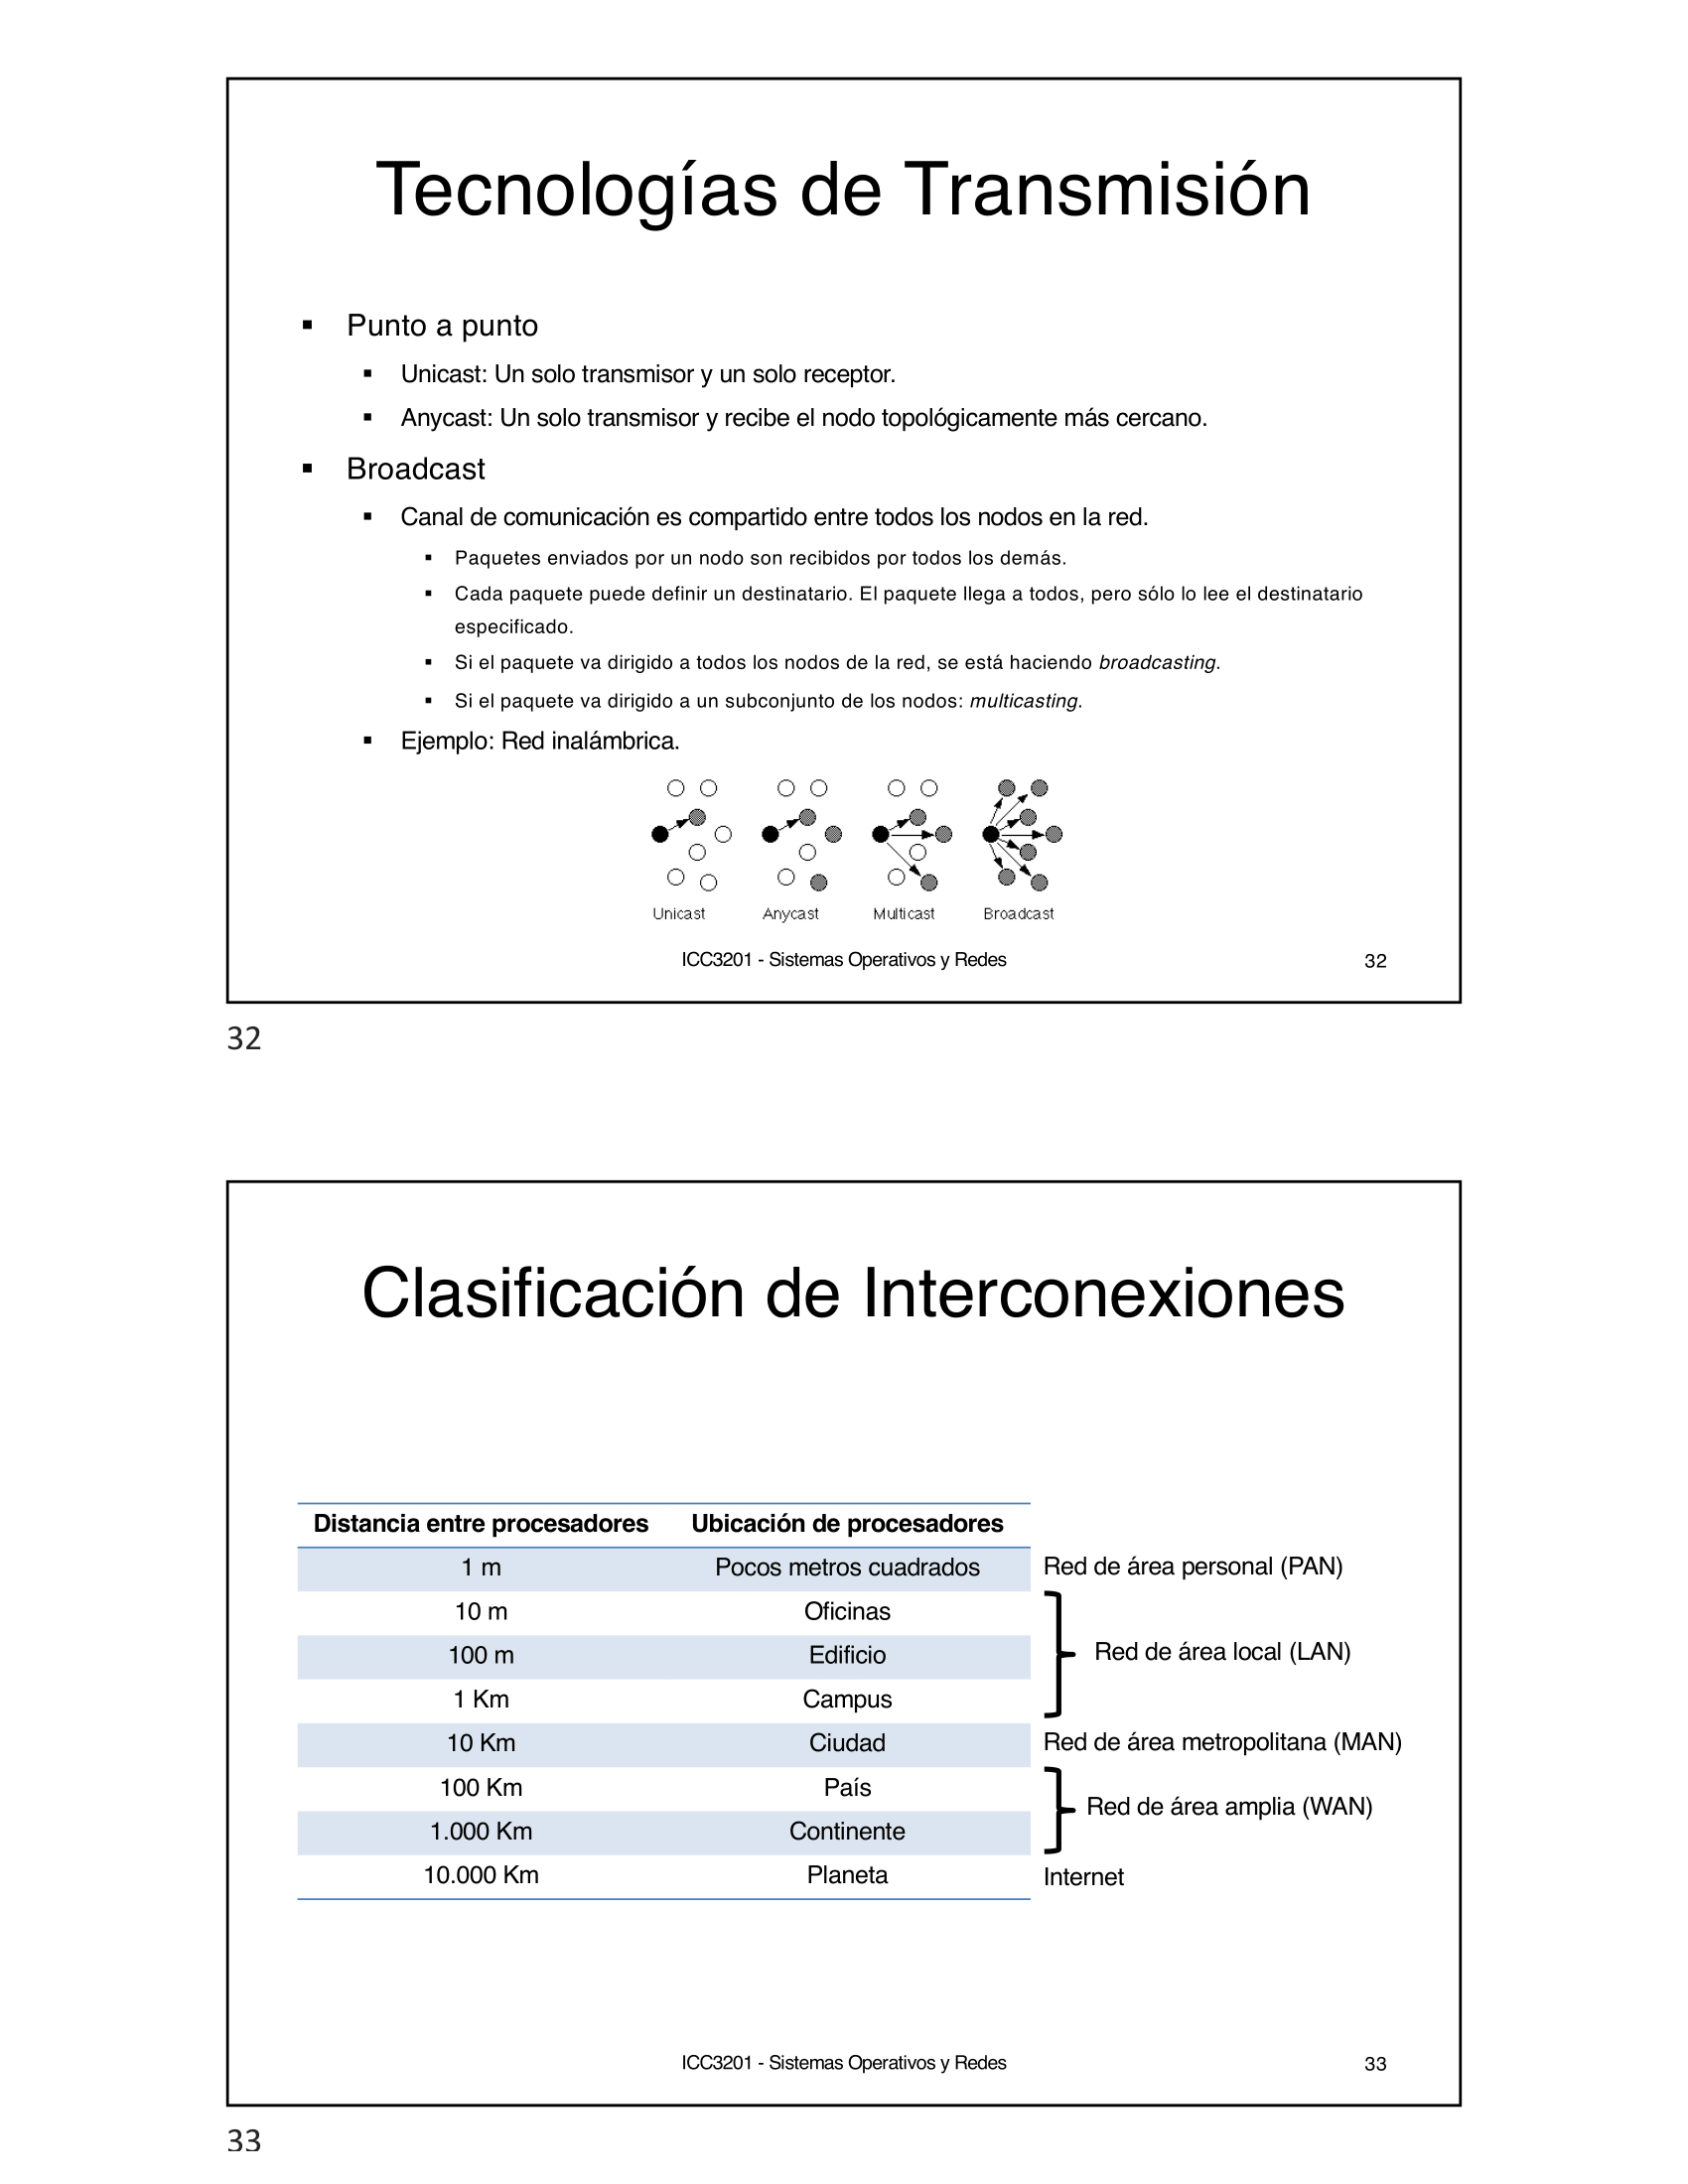 Tecnologías de Transmisión
▪ Punto a punto
▪ Unicast: Un solo transmisor y un solo receptor.
▪ Anycast: Un solo transmisor y recibe el nodo topológicamente más cercano.
▪ Broadcast
▪ Canal de comunicación es compartido entre todos los nodos en la red.
▪ Paquetes enviados por un nodo son recibidos por todos los demás.
▪ Cada paquete puede definir un destinatario. El paquete llega a todos, pero sólo lo lee el destinatario
especificado.
▪ Si el paquete va dirigido a todos los nodos de la red, se está haciendo broadcasting.
▪ Si el paquete va dirigido a un subconjunto de los nodos: multicasting.
▪ Ejemplo: Red inalámbrica.
Unicast Anycast Multicast Broadcast
ICC3201 - Sistemas Operativos y Redes 32
32
Clasificación de Interconexiones
Distancia entre procesadores Ubicación de procesadores
1 m Pocos metros cuadrados Red de área personal (PAN)
10 m Oficinas
100 m Edificio Red de área local (LAN)
1 Km Campus
10 Km Ciudad Red de área metropolitana (MAN)
100 Km País
Red de área amplia (WAN)
1.000 Km Continente
10.000 Km Planeta Internet
ICC3201 - Sistemas Operativos y Redes 33
33